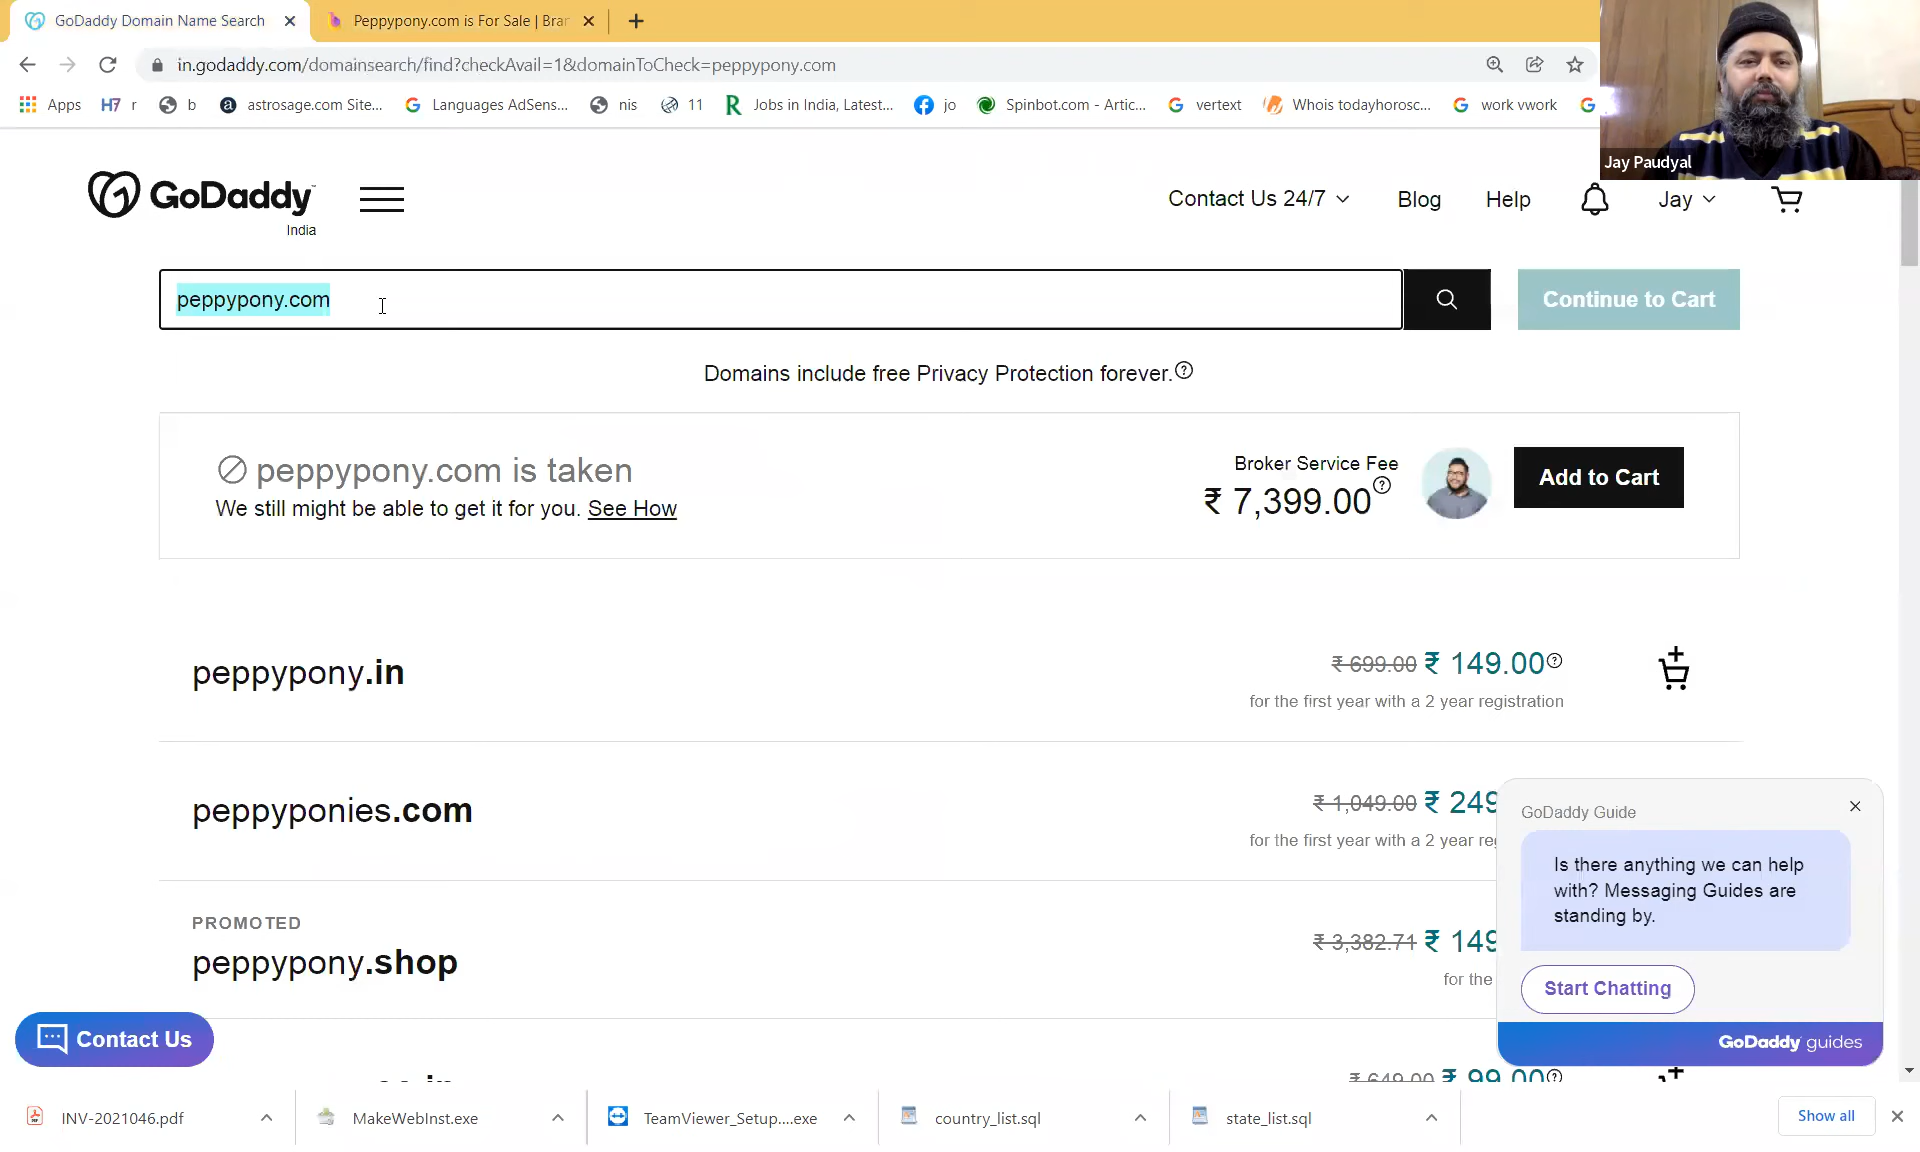 GoDaddy Domain Name Search
Peppypony.com is For Sale | Bran
in.godaddy.com/domainsearch/find?checkAvail=1&domainToCheck=peppypony.com
Apps
H7 r
b
astrosage.com Site...
Languages AdSens...
nis
11
Jobs in India, Latest...
jo
Spinbot.com - Artic...
vertext
Whois todayhorosc...
work vwork
Jay Paudyal
GoDaddy
India
Contact Us 24/7
Blog
Help
Jay
peppypony.com
Continue to Cart
Domains include free Privacy Protection forever.
peppypony.com is taken
We still might be able to get it for you. See How
Broker Service Fee
₹ 7,399.00
Add to Cart
peppypony.in
₹ 699.00 ₹ 149.00
for the first year with a 2 year registration
peppyponies.com
₹ 1,049.00 ₹ 249
for the first year with a 2 year reg
PROMOTED
peppypony.shop
₹ 3,382.71 ₹ 149
for the
₹ 649.00 ₹ 99.00
GoDaddy Guide
Is there anything we can help
with? Messaging Guides are
standing by.
Start Chatting
GoDaddy guides
Contact Us
INV-2021046.pdf
MakeWebInst.exe
TeamViewer_Setup....exe
country_list.sql
state_list.sql
Show all